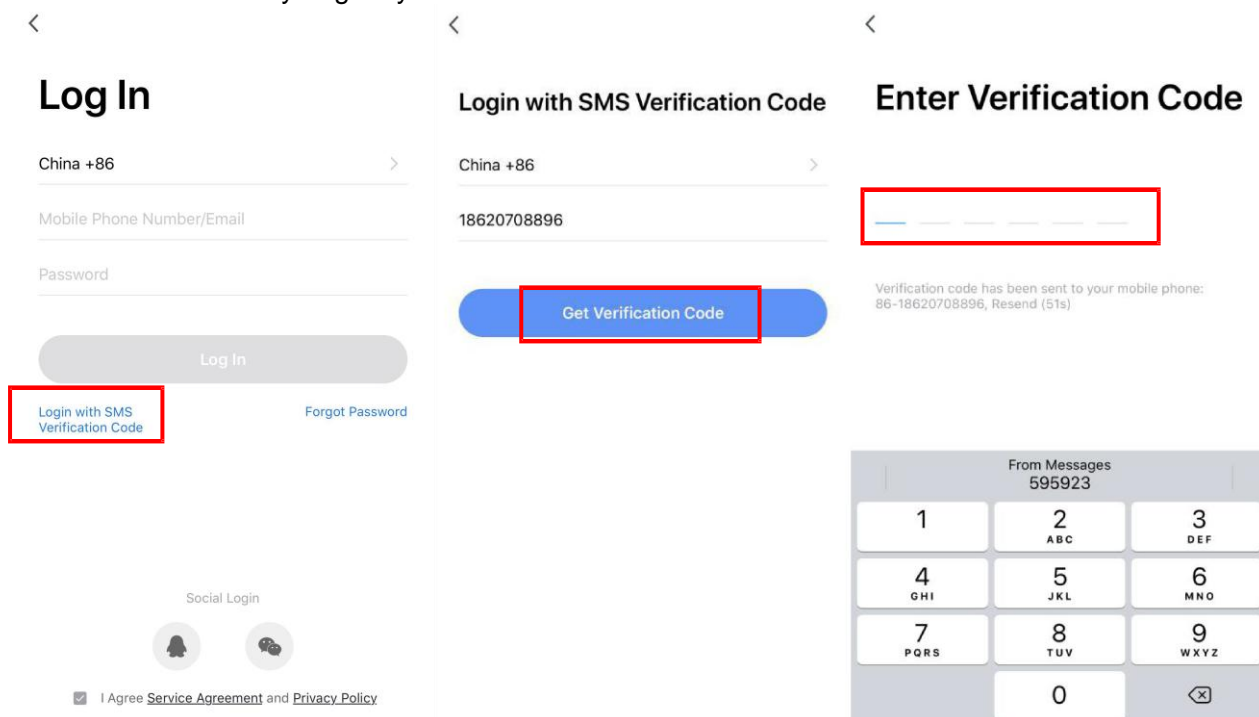 Log In
China +86
Mobile Phone Number/Email
Password
Log In
Login with SMS
Verification Code
Forgot Password
Social Login
I Agree Service Agreement and Privacy Policy
Login with SMS Verification Code
China +86
18620708896
Get Verification Code
Enter Verification Code
Verification code has been sent to your mobile phone:
86-18620708896, Resend (51s)
From Messages
595923
1
2
ABC
3
DEF
4
GHI
5
JKL
6
MNO
7
PQRS
8
TUV
9
WXYZ
0